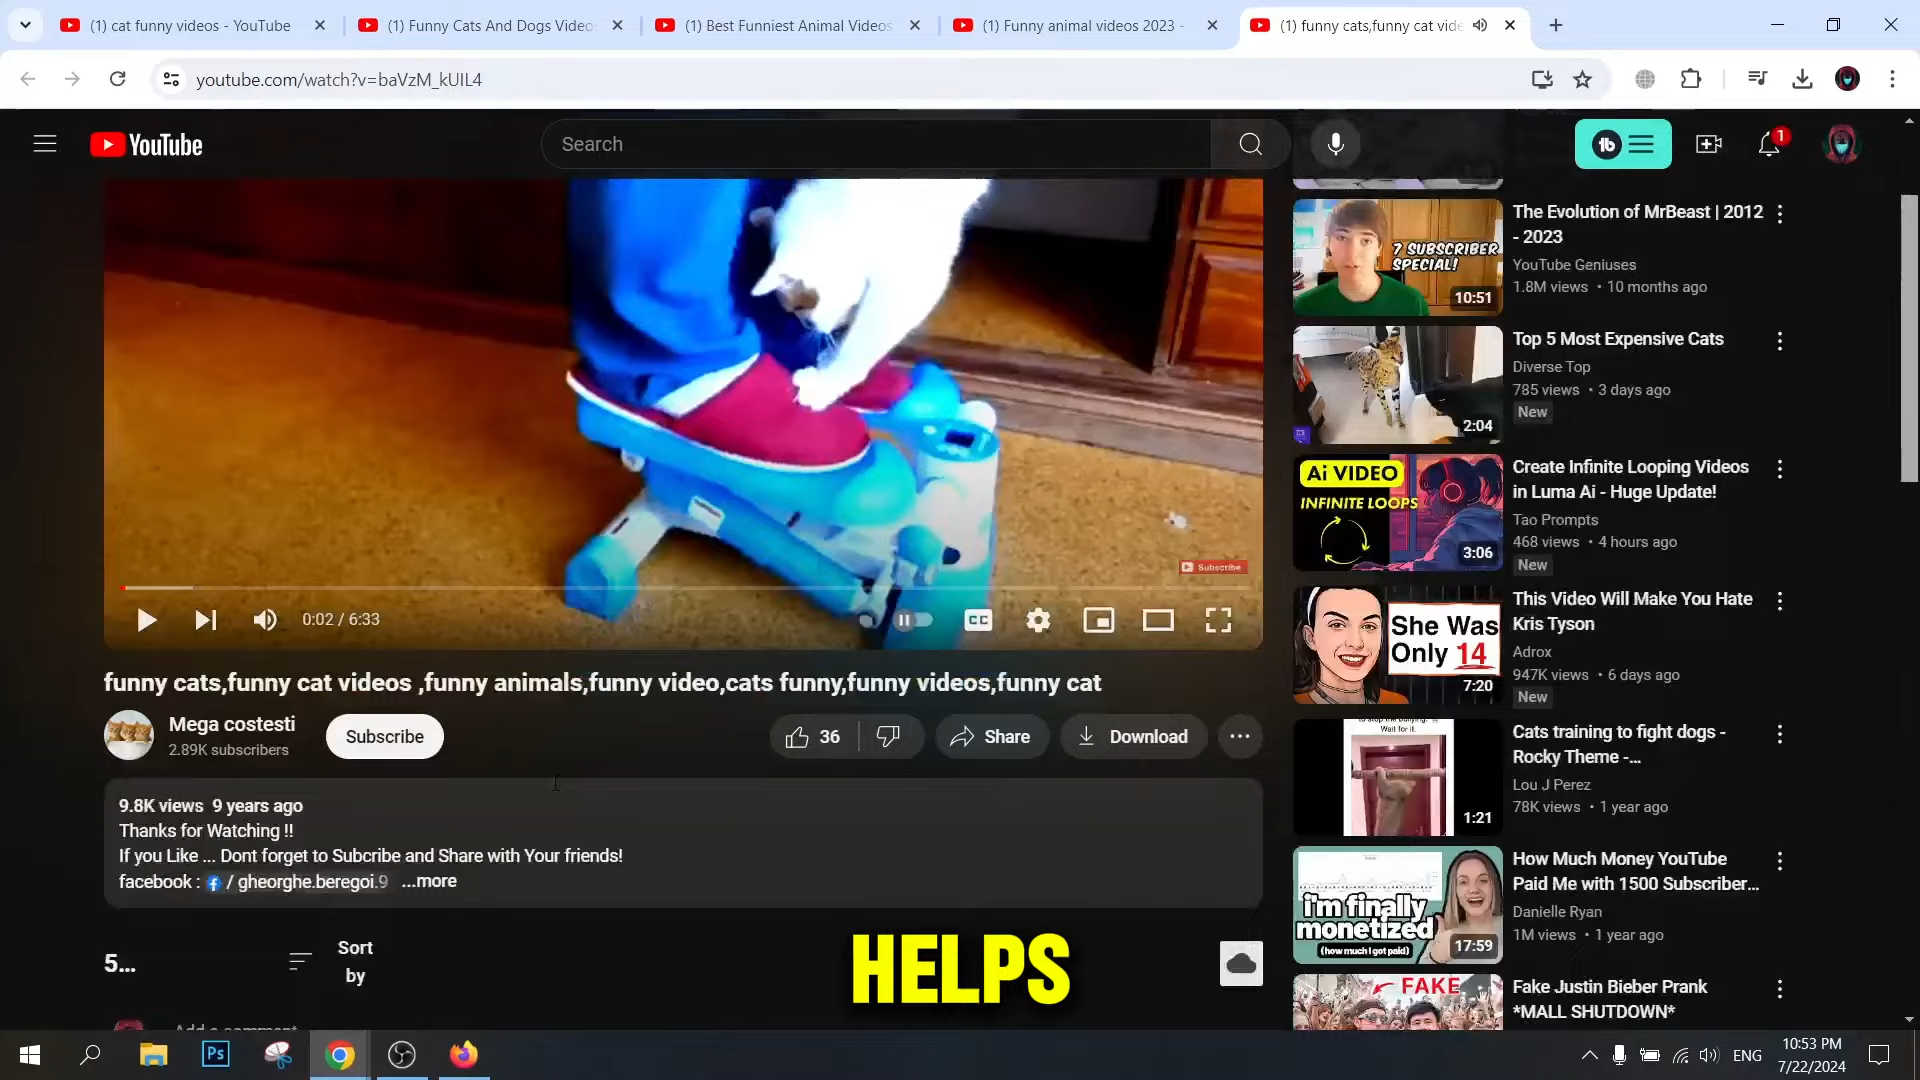 (1) cat funny videos - YouTube
(1) Funny Cats And Dogs Video
(1) Best Funniest Animal Videos
(1) Funny animal videos 2023 -
(1) funny cats,funny cat vide
youtube.com/watch?v=baVzM_kUIL4
YouTube
Search
1
7 SUBSCRIBER
SPECIAL!
10:51
The Evolution of MrBeast | 2012
- 2023
YouTube Geniuses
1.8M views • 10 months ago
2:04
Top 5 Most Expensive Cats
Diverse Top
785 views • 3 days ago
New
Ai VIDEO
INFINITE LOOPS
3:06
Create Infinite Looping Videos
in Luma Ai - Huge Update!
Tao Prompts
468 views • 4 hours ago
New
She Was
Only 14
7:20
This Video Will Make You Hate
Kris Tyson
Adrox
947K views • 6 days ago
New
Wait for it.
1:21
Cats training to fight dogs -
Rocky Theme -...
Lou J Perez
78K views • 1 year ago
i'm finally
monetized
(how much i got paid)
17:59
How Much Money YouTube
Paid Me with 1500 Subscriber...
Danielle Ryan
1M views • 1 year ago
FAKE
Fake Justin Bieber Prank
*MALL SHUTDOWN*
Subscribe
0:02 / 6:33
CC
funny cats,funny cat videos ,funny animals,funny video,cats funny,funny videos,funny cat
Mega costesti
2.89K subscribers
Subscribe
36
Share
Download
9.8K views 9 years ago
Thanks for Watching !!
If you Like ... Dont forget to Subcribe and Share with Your friends!
facebook : / gheorghe.beregoi.9 ...more
5...
Sort
by
HELPS
Add a comment
Ps
ENG
10:53 PM
7/22/2024